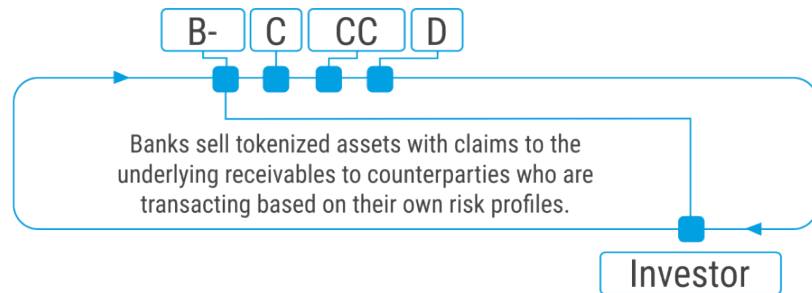 B- C CC D
Banks sell tokenized assets with claims to the
underlying receivables to counterparties who are
transacting based on their own risk profiles.
Investor